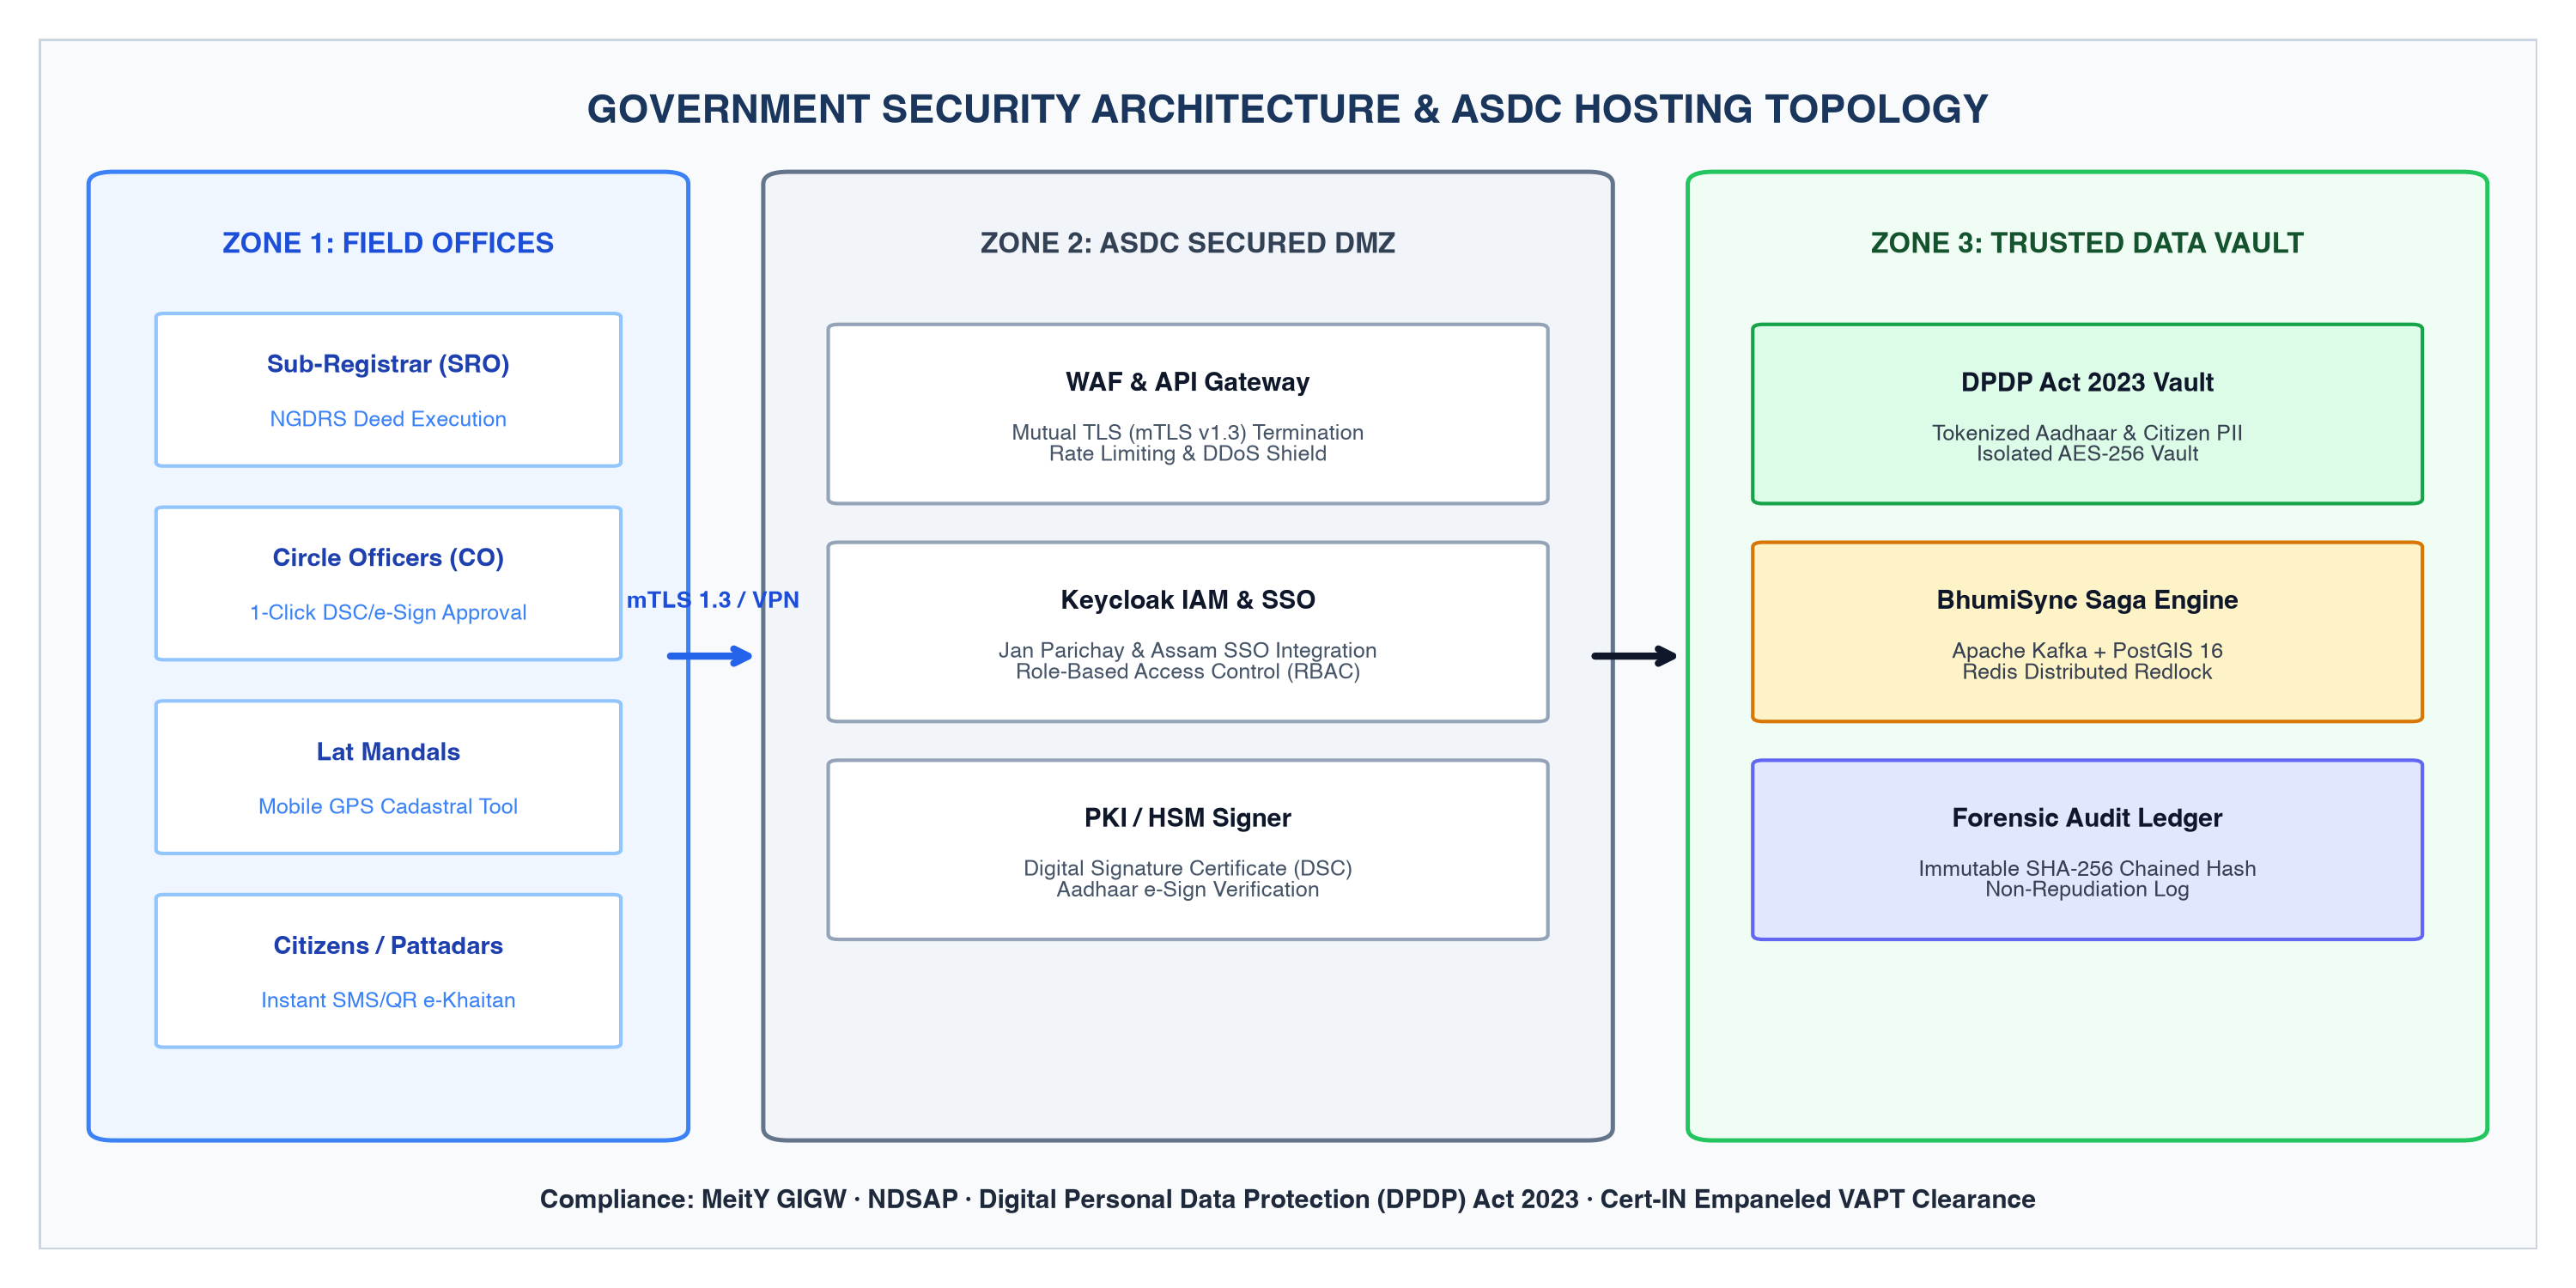 GOVERNMENT SECURITY ARCHITECTURE & ASDC HOSTING TOPOLOGY
ZONE 1: FIELD OFFICES
Sub-Registrar (SRO)
NGDRS Deed Execution
Circle Officers (CO)
1-Click DSC/e-Sign Approval
Lat Mandals
Mobile GPS Cadastral Tool
Citizens / Pattadars
Instant SMS/QR e-Khaitan
mTLS 1.3 / VPN
ZONE 2: ASDC SECURED DMZ
WAF & API Gateway
Mutual TLS (mTLS v1.3) Termination
Rate Limiting & DDoS Shield
Keycloak IAM & SSO
Jan Parichay & Assam SSO Integration
Role-Based Access Control (RBAC)
PKI / HSM Signer
Digital Signature Certificate (DSC)
Aadhaar e-Sign Verification
ZONE 3: TRUSTED DATA VAULT
DPDP Act 2023 Vault
Tokenized Aadhaar & Citizen PII
Isolated AES-256 Vault
BhumiSync Saga Engine
Apache Kafka + PostGIS 16
Redis Distributed Redlock
Forensic Audit Ledger
Immutable SHA-256 Chained Hash
Non-Repudiation Log
Compliance: MeitY GIGW · NDSAP · Digital Personal Data Protection (DPDP) Act 2023 · Cert-IN Empaneled VAPT Clearance